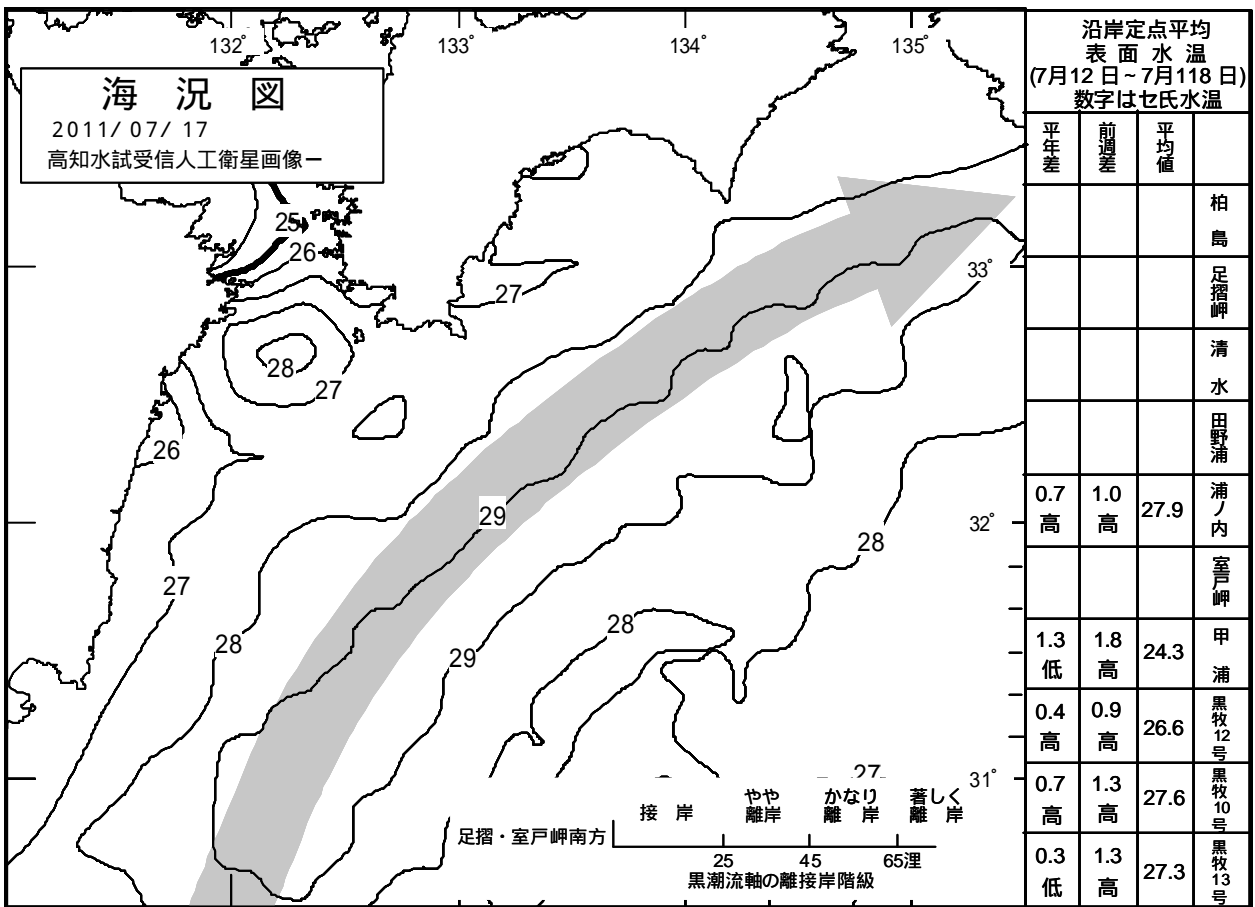 132°
133°
134°
135°
海 況 図
2011/07/17
高知水試受信人工衛星画像ー
25
26
27
28
27
26
33°
29
32°
28
27
28
28
29
27
31°
接 岸
やや
離岸
かなり
離 岸
著しく
離 岸
足摺・室戸岬南方
25
45
65浬
黒潮流軸の離接岸階級
沿岸定点平均
表 面 水 温
(7月12 日~7月118 日)
数字はセ氏水温
平年差 前週差 平均値
柏島
足摺岬
清水
田野浦
0.7高 1.0高 27.9 浦ノ内
室戸岬
1.3低 1.8高 24.3 甲浦
0.4高 0.9高 26.6 黒牧12号
0.7高 1.3高 27.6 黒牧10号
0.3低 1.3高 27.3 黒牧13号